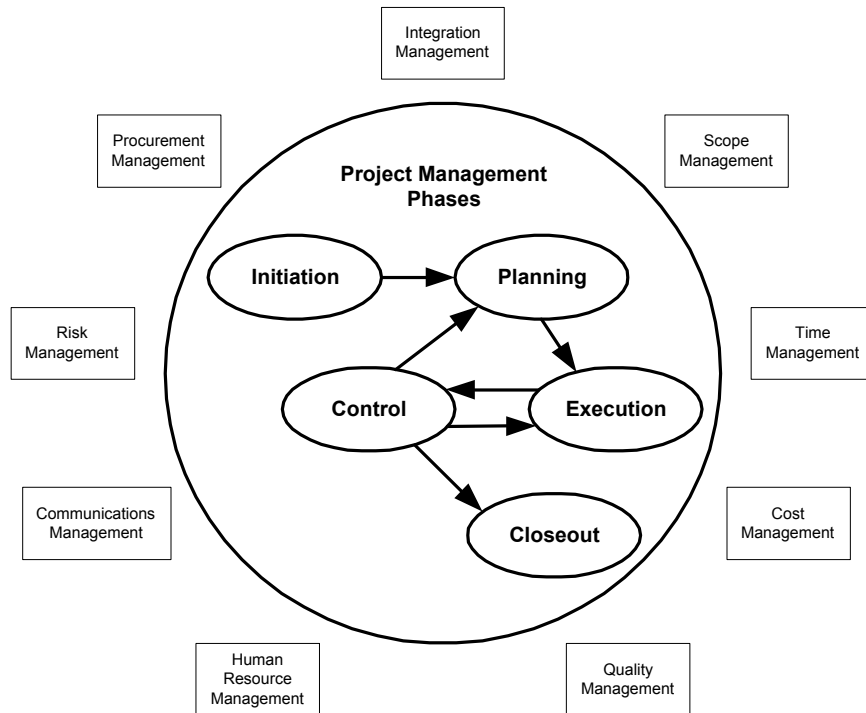 Integration
Management
Procurement
Management
Scope
Management
Project Management
Phases
Initiation
Planning
Risk
Management
Time
Management
Control
Execution
Communications
Management
Cost
Management
Closeout
Human
Resource
Management
Quality
Management